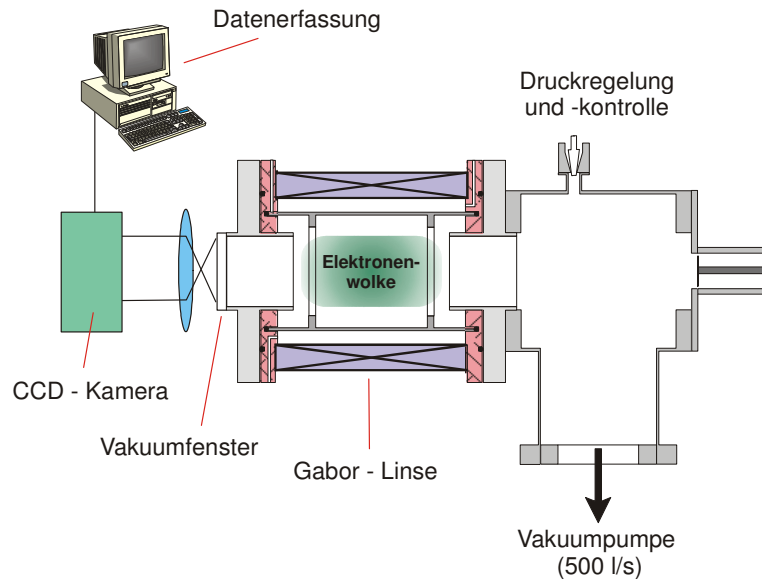 Datenerfassung
Druckregelung
und -kontrolle
Elektronen-
wolke
CCD - Kamera
Vakuumfenster
Gabor - Linse
Vakuumpumpe
(500 l/s)